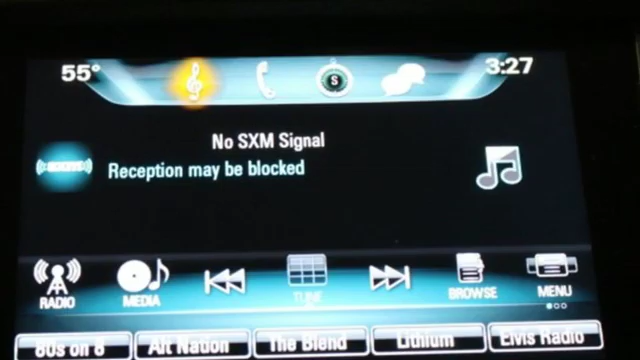 55°
S
3:27
No SXM Signal
Reception may be blocked
RADIO
MEDIA
TUNE
BROWSE
MENU
80s on 8
Alt Nation
The Blend
Lithium
Elvis Radio